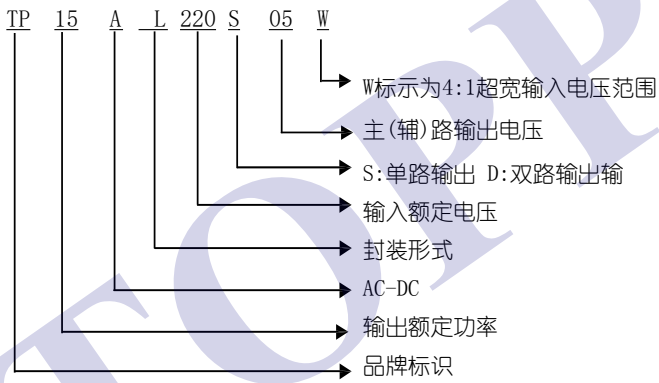 TP 15 A L 220 S 05 W
W标示为4:1超宽输入电压范围
主(辅)路输出电压
S:单路输出 D:双路输出输
输入额定电压
封装形式
AC-DC
输出额定功率
品牌标识
TOPP